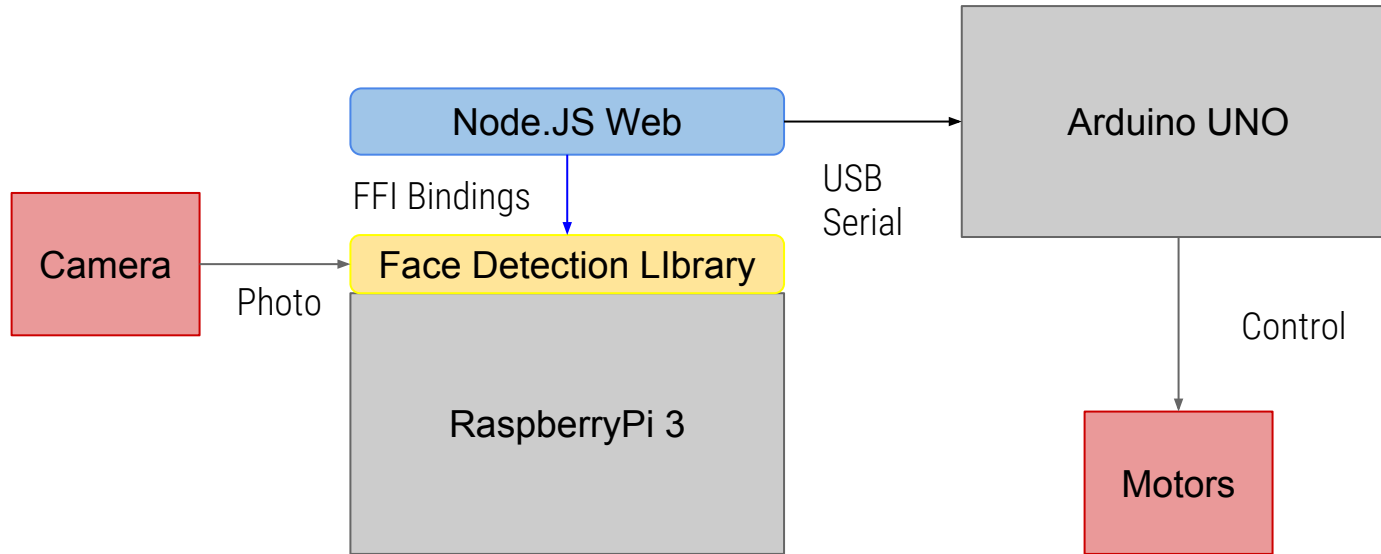 Node.JS Web
Arduino UNO
FFI Bindings
USB
Serial
Camera
Face Detection LIbrary
Photo
Control
RaspberryPi 3
Motors